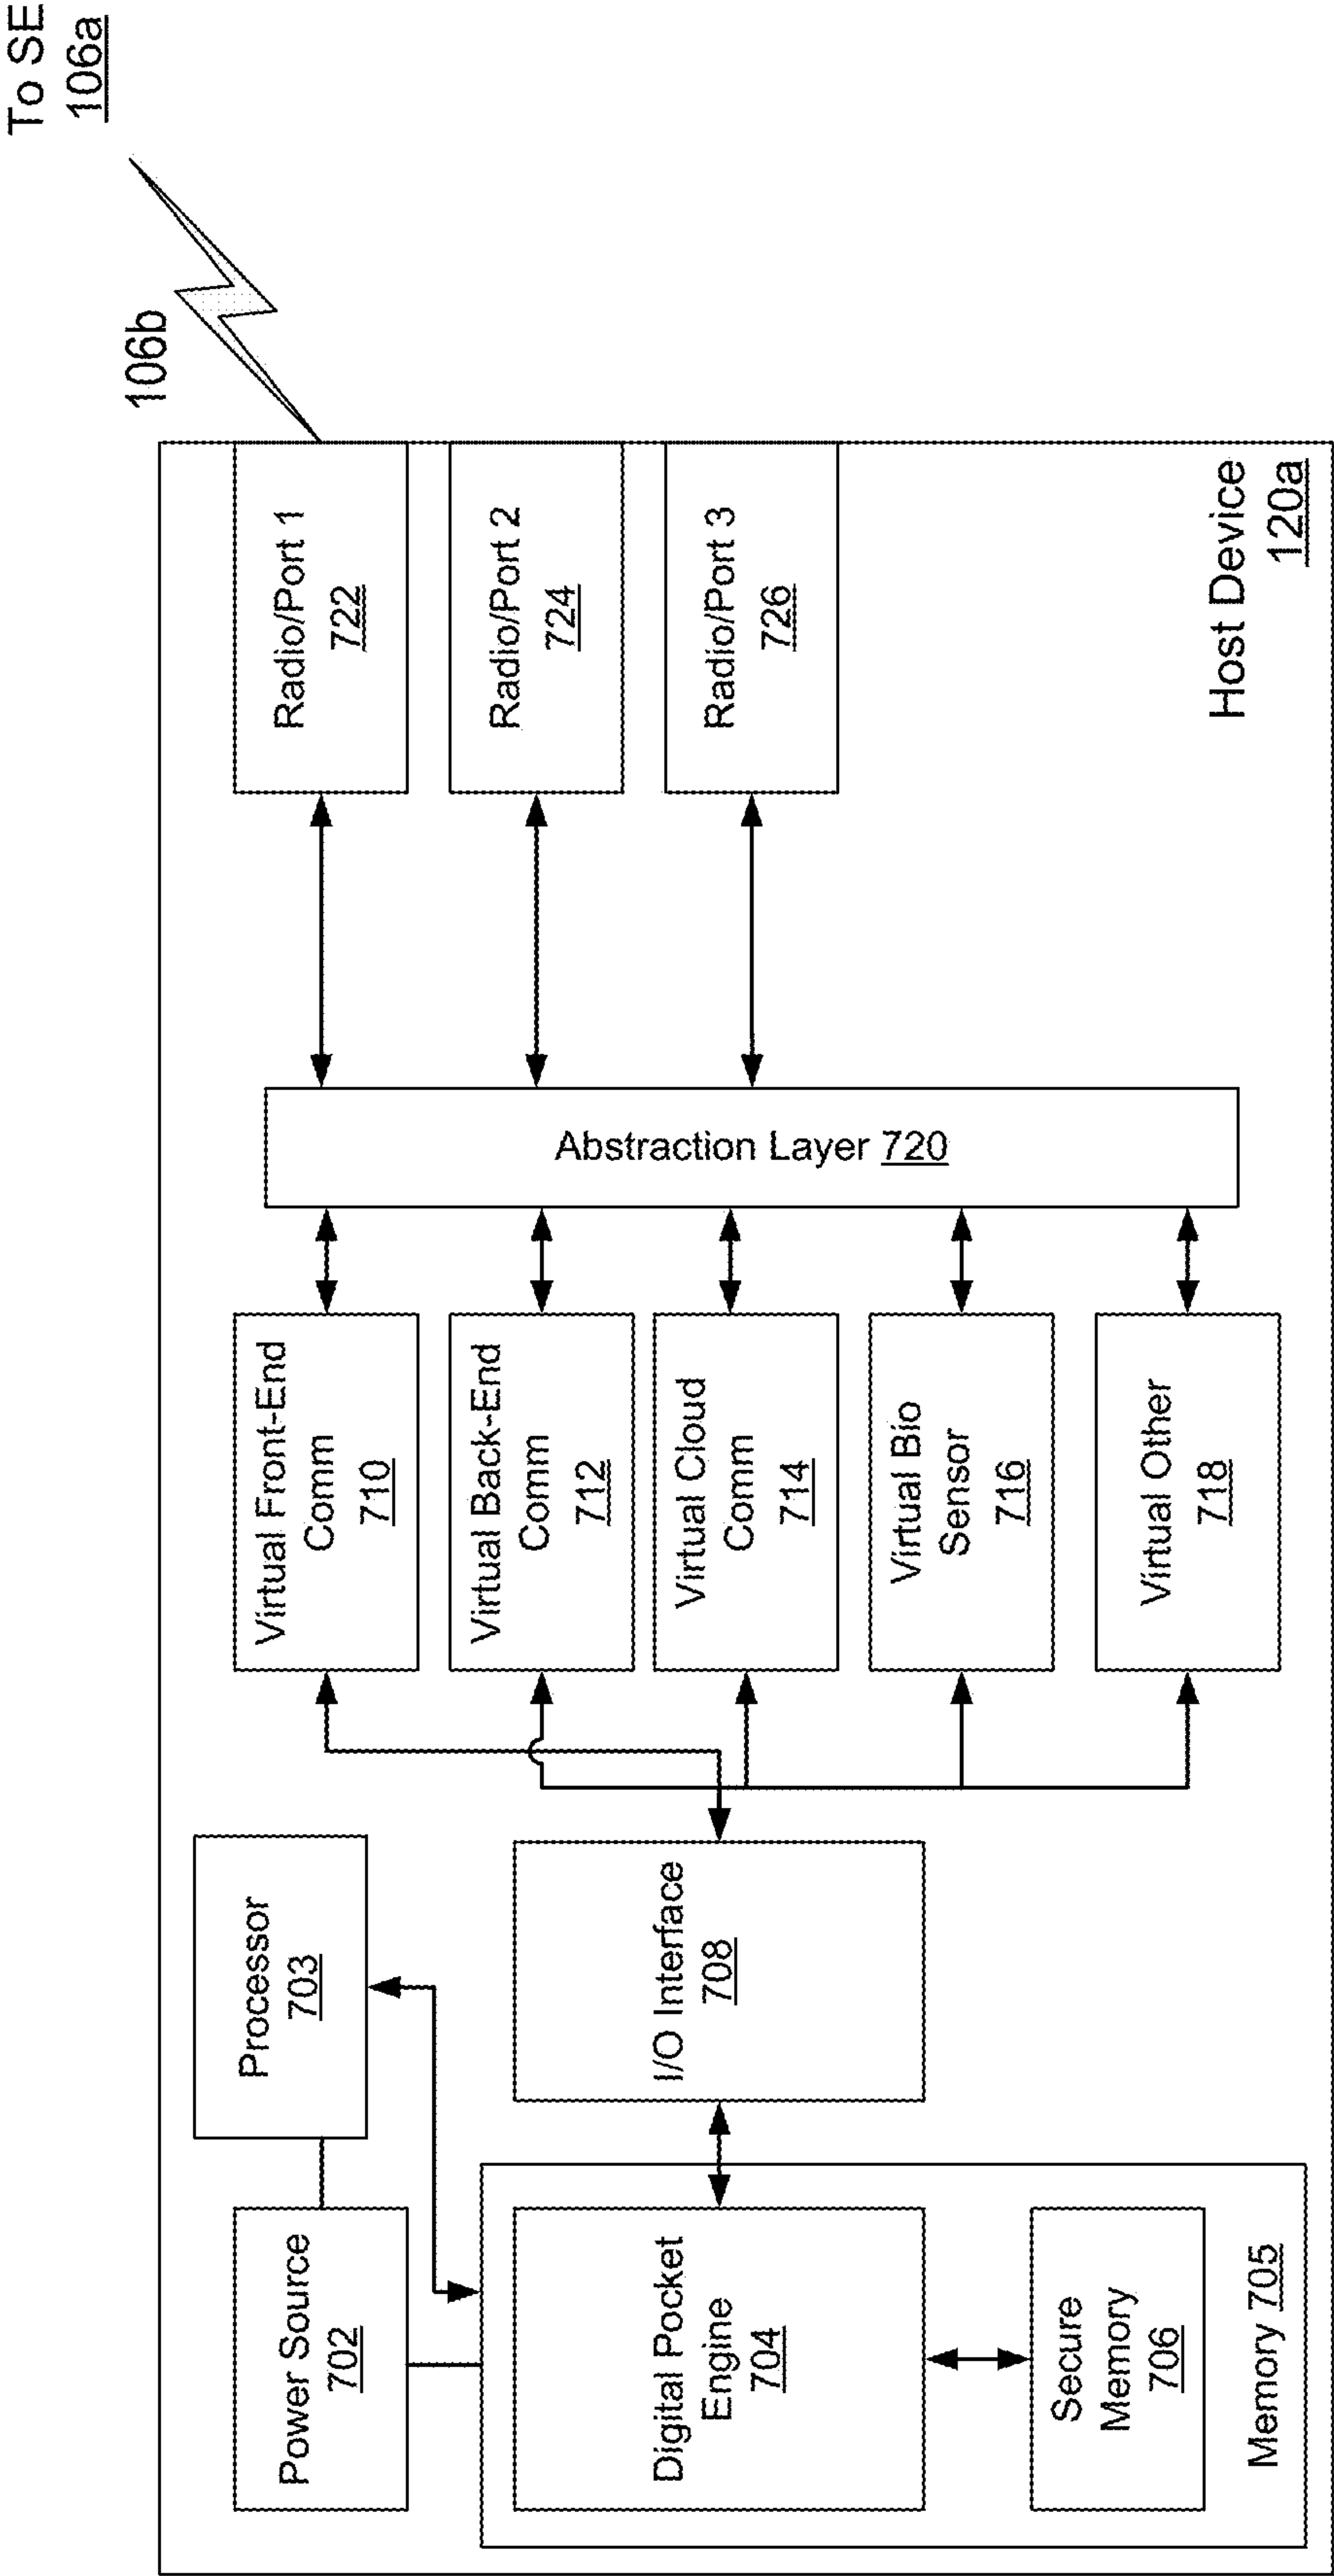 To SE
106a
106b
Power Source
702
Processor
703
Virtual Front-End
Comm
710
Radio/Port 1
722
Digital Pocket
Engine
704
I/O Interface
708
Virtual Back-End
Comm
712
Radio/Port 2
724
Virtual Cloud
Comm
714
Abstraction Layer 720
Radio/Port 3
726
Virtual Bio
Sensor
716
Secure
Memory
706
Virtual Other
718
Memory 705
Host Device
120a